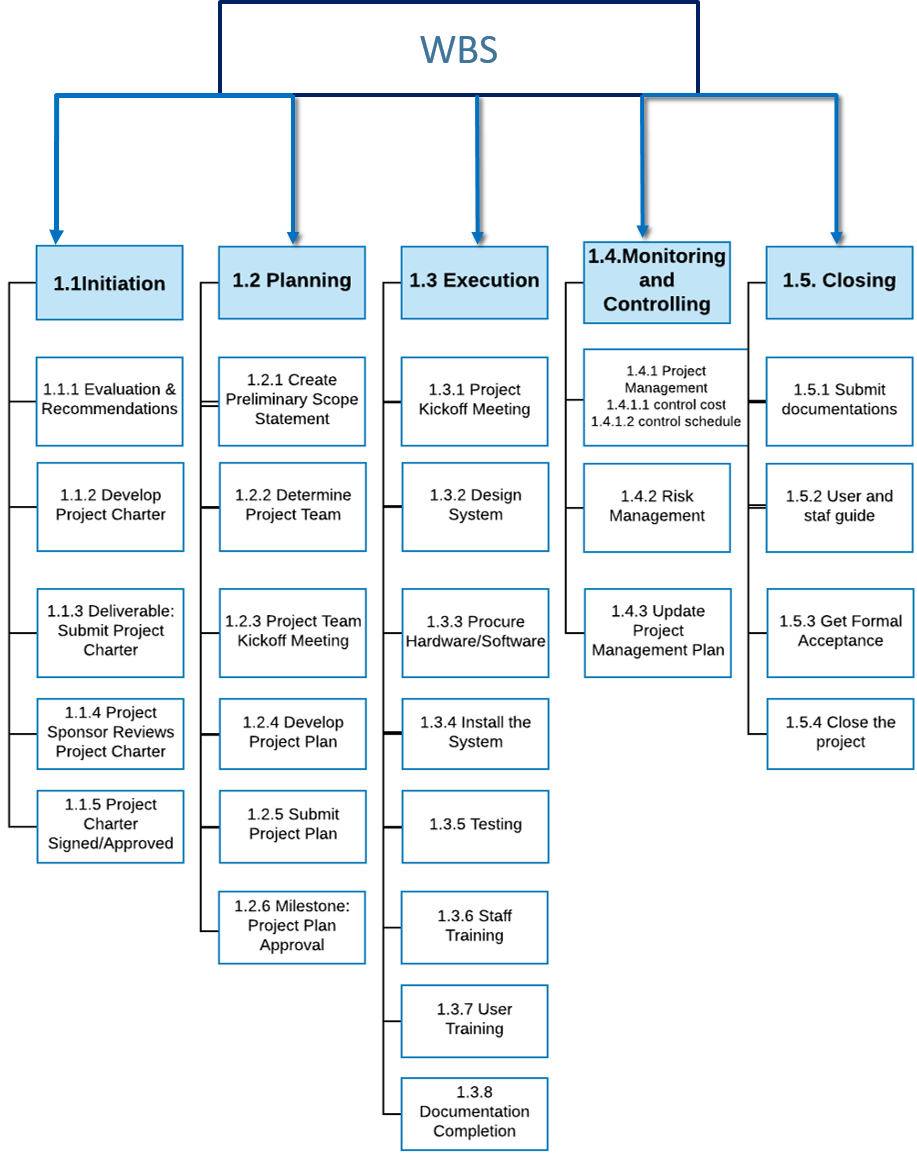 WBS
1.1Initiation
1.1.1 Evaluation &
Recommendations
1.1.2 Develop
Project Charter
1.1.3 Deliverable:
Submit Project
Charter
1.1.4 Project
Sponsor Reviews
Project Charter
1.1.5 Project
Charter
Signed/Approved
1.2 Planning
1.2.1 Create
Preliminary Scope
Statement
1.2.2 Determine
Project Team
1.2.3 Project Team
Kickoff Meeting
1.2.4 Develop
Project Plan
1.2.5 Submit
Project Plan
1.2.6 Milestone:
Project Plan
Approval
1.3 Execution
1.3.1 Project
Kickoff Meeting
1.3.2 Design
System
1.3.3 Procure
Hardware/Software
1.3.4 Install the
System
1.3.5 Testing
1.3.6 Staff
Training
1.3.7 User
Training
1.3.8
Documentation
Completion
1.4.Monitoring
and
Controlling
1.4.1 Project
Management
1.4.1.1 control cost
1.4.1.2 control schedule
1.4.2 Risk
Management
1.4.3 Update
Project
Management Plan
1.5. Closing
1.5.1 Submit
documentations
1.5.2 User and
staf guide
1.5.3 Get Formal
Acceptance
1.5.4 Close the
project